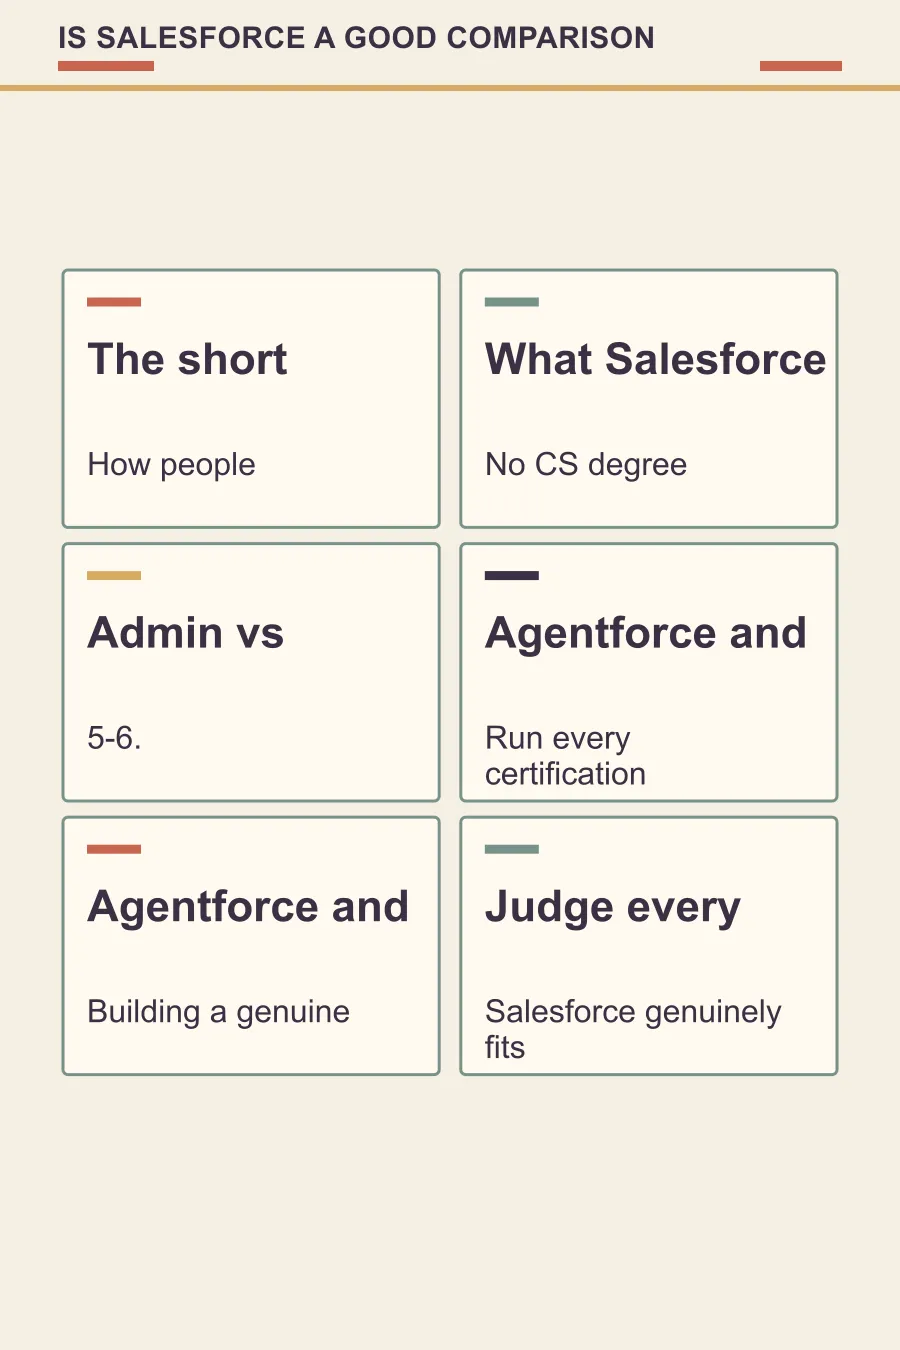 IS SALESFORCE A GOOD COMPARISON
The short
How people
What Salesforce
No CS degree
Admin vs
5-6.
Agentforce and
Run every
certification
Agentforce and
Building a genuine
Judge every
Salesforce genuinely
fits